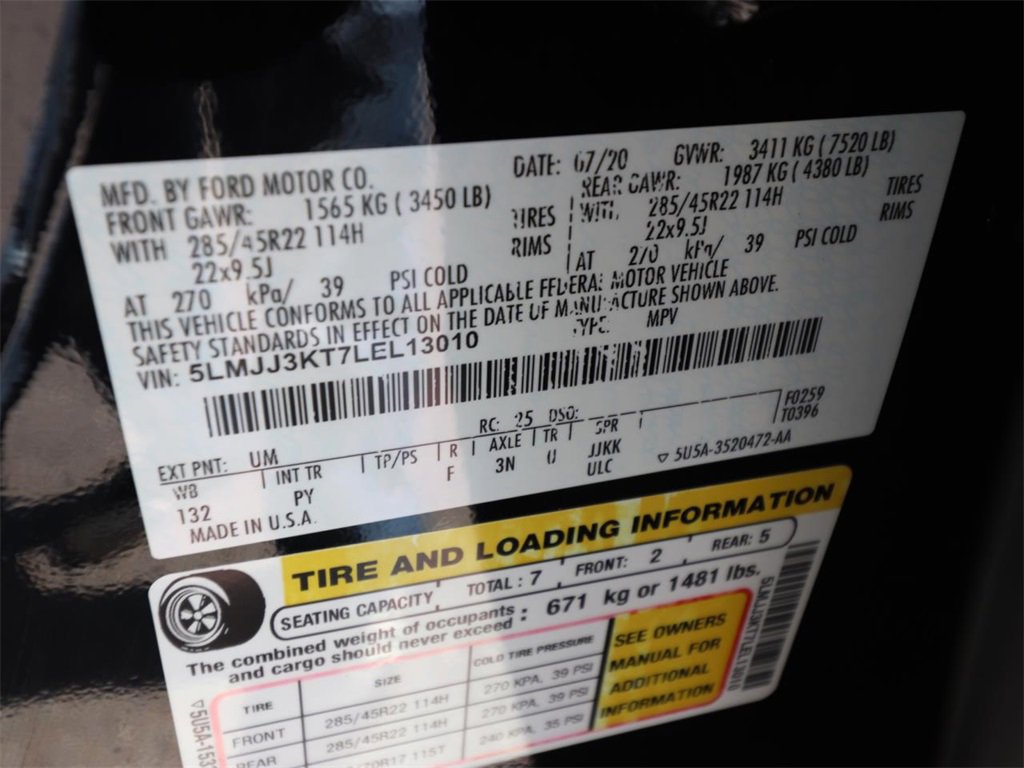 MFD. BY FORD MOTOR CO. DATE: 07/20 GVWR: 3411 KG ( 7520 LB)
FRONT GAWR: 1565 KG ( 3450 LB) REAR GAWR: 1987 KG ( 4380 LB)
WITH 285/45R22 114H TIRES WITH 285/45R22 114H TIRES
22x9.5J RIMS 22x9.5J RIMS
AT 270 kPa/ 39 PSI COLD AT 270 kPa/ 39 PSI COLD
THIS VEHICLE CONFORMS TO ALL APPLICABLE FEDERAL MOTOR VEHICLE
SAFETY STANDARDS IN EFFECT ON THE DATE OF MANUFACTURE SHOWN ABOVE.
VIN: 5LMJJ3KT7LEL13010 TYPE: MPV
F0259
T0396
EXT PNT: UM RC: 25 DSO:
WB INT TR TP/PS R AXLE TR SPR
132 PY F 3N U JJKK
ULC
▽ 5U5A-3520472-AA
MADE IN U.S.A.
TIRE AND LOADING INFORMATION
SEATING CAPACITY TOTAL : 7 FRONT: 2 REAR: 5
The combined weight of occupants and cargo should never exceed : 671 kg or 1481 lbs.
TIRE SIZE COLD TIRE PRESSURE
FRONT 285/45R22 114H 270 KPA, 39 PSI
REAR 285/45R22 114H 270 KPA, 39 PSI
70R17 115T 240 KPA, 35 PSI
SEE OWNERS
MANUAL FOR
ADDITIONAL
INFORMATION
5LMJJ3KT7LEL13010
▽5U5A-153